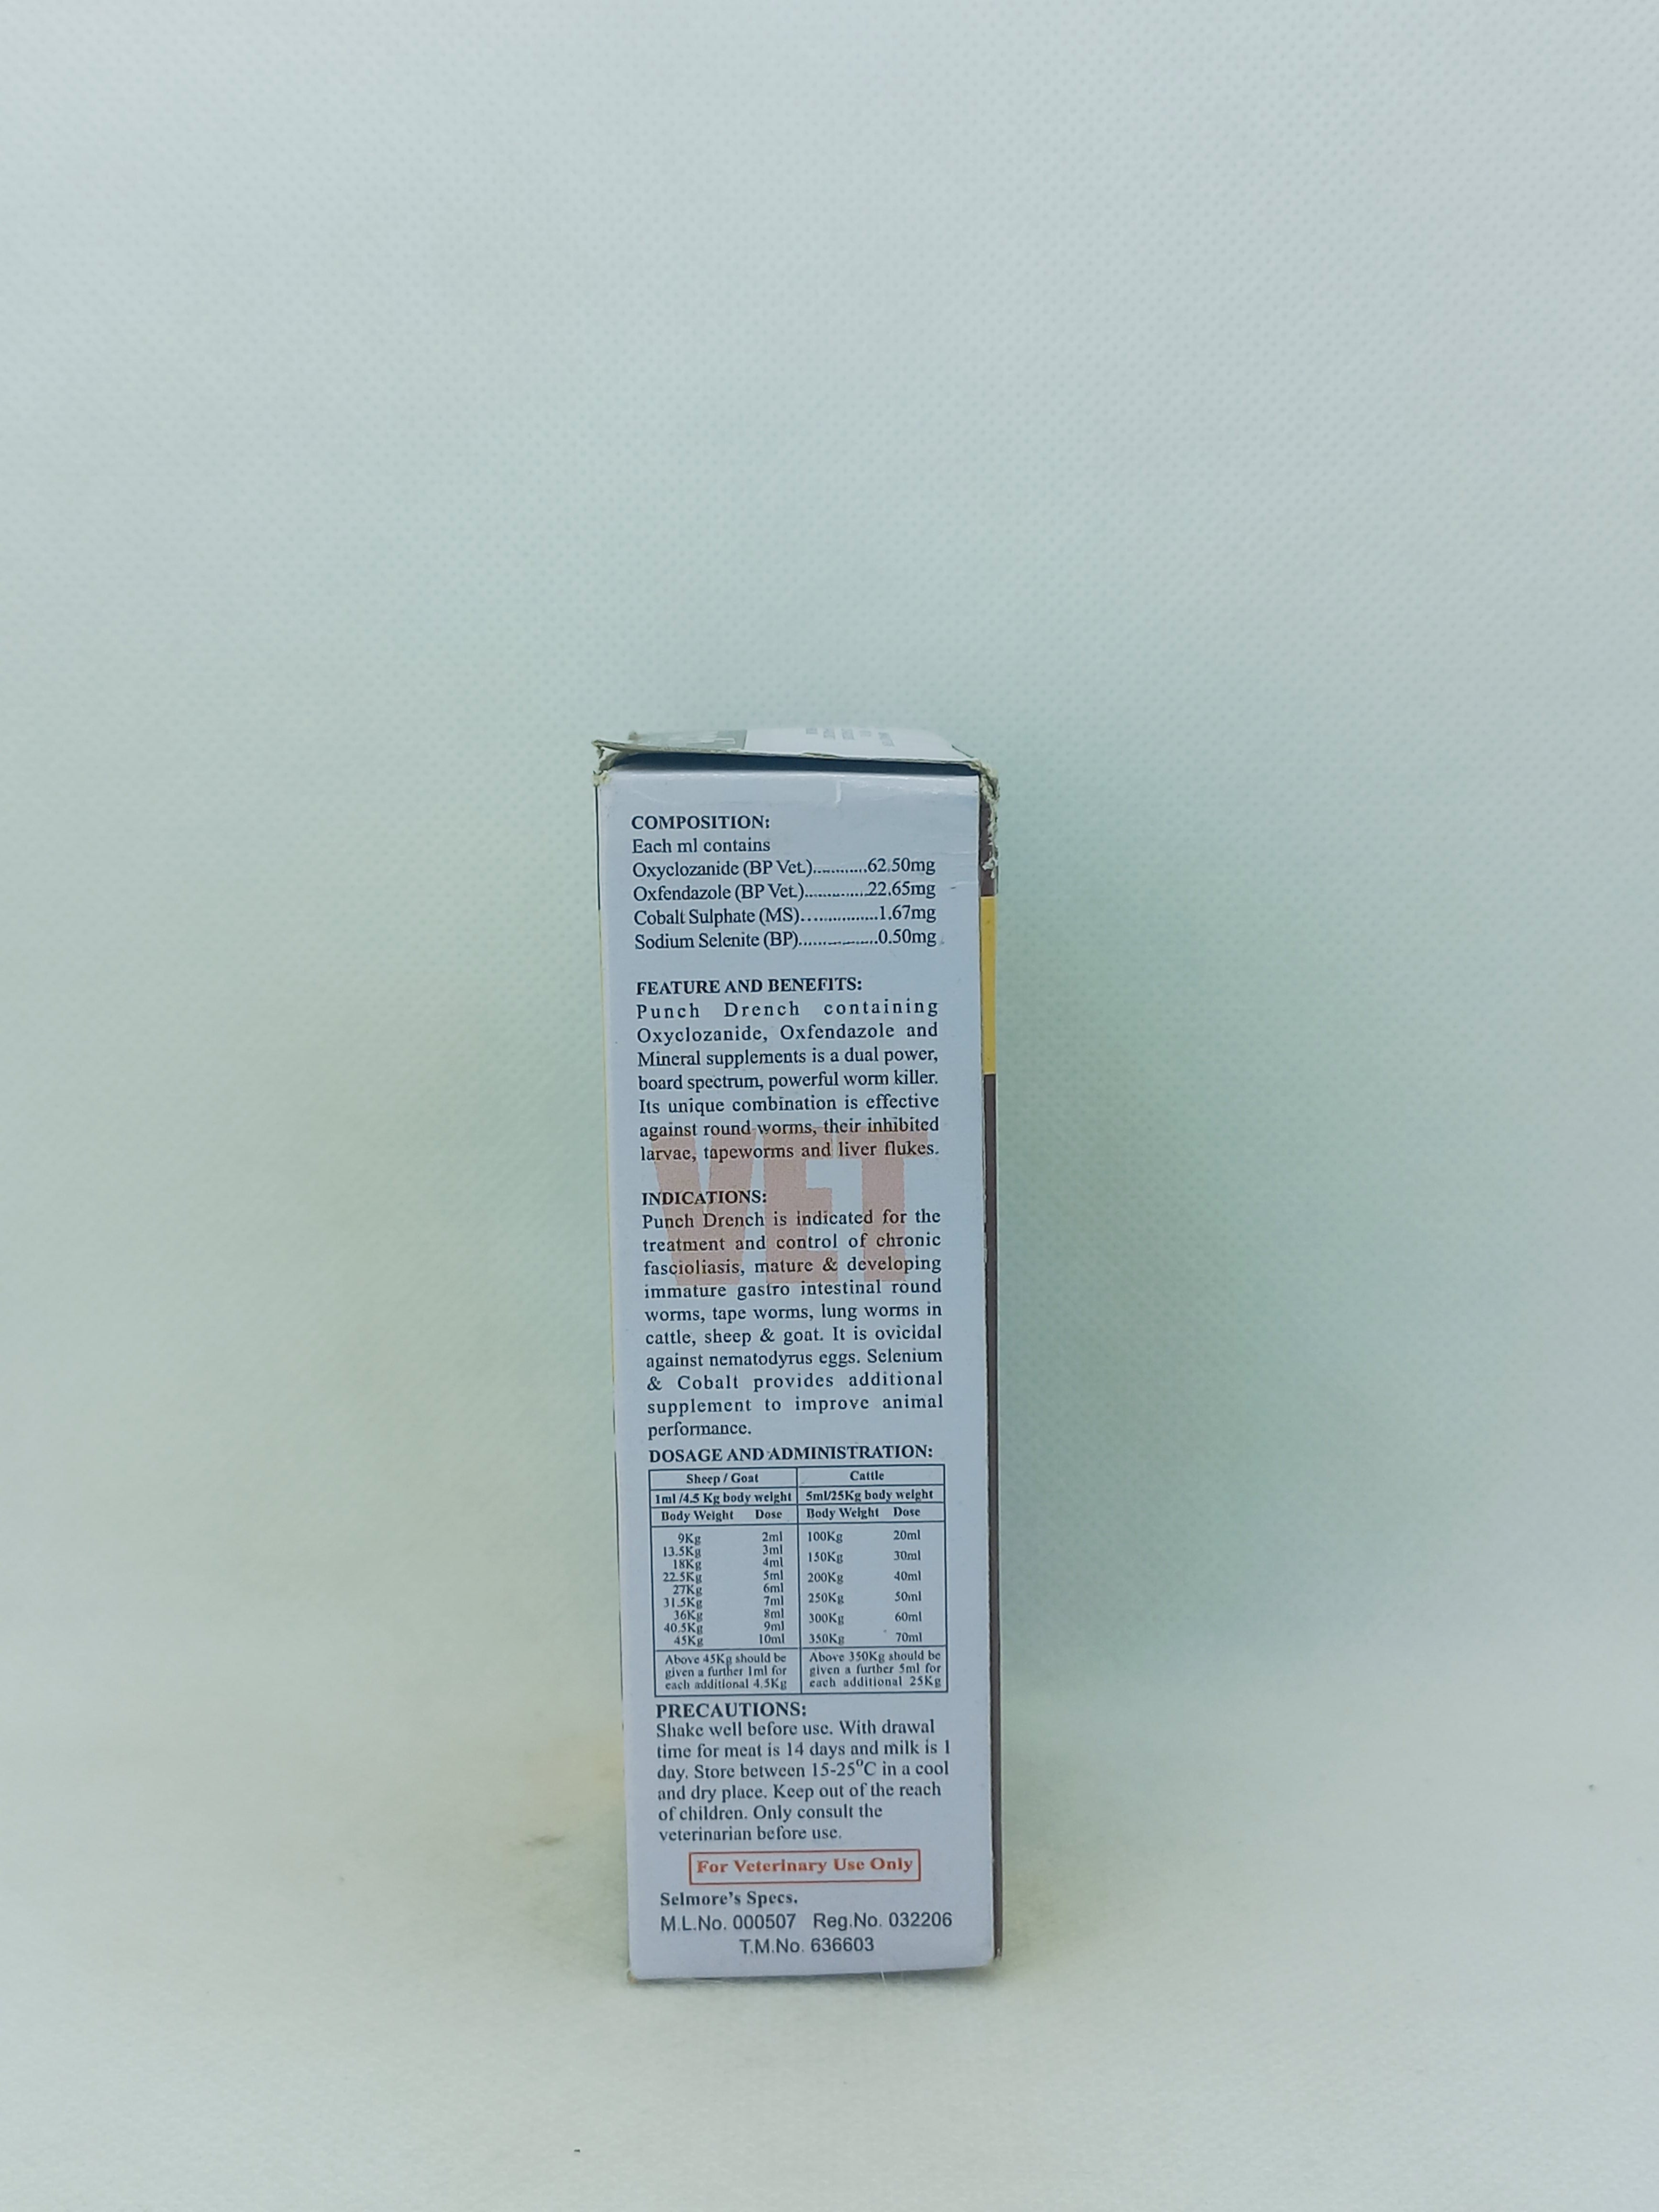 COMPOSITION:
Each ml contains
Oxyclozanide (BP Vet.)............62.50mg
Oxfendazole (BP Vet.)..............22.65mg
Cobalt Sulphate (MS)................1.67mg
Sodium Selenite (BP)................0.50mg
FEATURE AND BENEFITS:
Punch Drench containing
Oxyclozanide, Oxfendazole and
Mineral supplements is a dual power,
board spectrum, powerful worm killer.
Its unique combination is effective
against round worms, their inhibited
larvae, tapeworms and liver flukes.
VET
INDICATIONS:
Punch Drench is indicated for the
treatment and control of chronic
fascioliasis, mature & developing
immature gastro intestinal round
worms, tape worms, lung worms in
cattle, sheep & goat. It is ovicidal
against nematodyrus eggs. Selenium
& Cobalt provides additional
supplement to improve animal
performance.
DOSAGE AND ADMINISTRATION:
Sheep / Goat Cattle
1ml /4.5 Kg body weight 5ml/25Kg body weight
Body Weight Dose Body Weight Dose
9Kg 2ml 100Kg 20ml
13.5Kg 3ml
18Kg 4ml 150Kg 30ml
22.5Kg 5ml 200Kg 40ml
27Kg 6ml
31.5Kg 7ml 250Kg 50ml
36Kg 8ml 300Kg 60ml
40.5Kg 9ml
45Kg 10ml 350Kg 70ml
Above 45Kg should be Above 350Kg should be
given a further 1ml for given a further 5ml for
each additional 4.5Kg each additional 25Kg
PRECAUTIONS:
Shake well before use. With drawal
time for meat is 14 days and milk is 1
day. Store between 15-25°C in a cool
and dry place. Keep out of the reach
of children. Only consult the
veterinarian before use.
For Veterinary Use Only
Selmore's Specs.
M.L.No. 000507 Reg.No. 032206
T.M.No. 636603